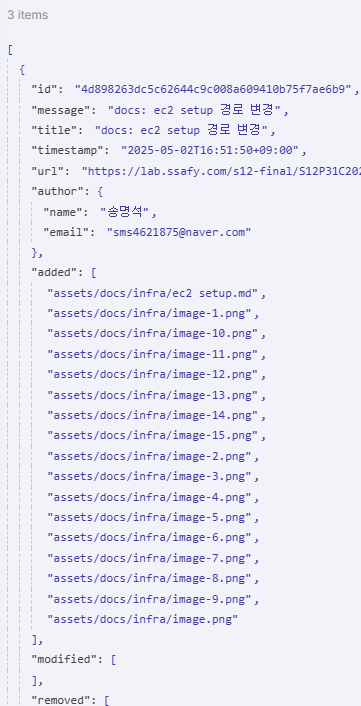 3 items
[
{
"id": "4d898263dc5c62644c9c008a609410b75f7ae6b9",
"message": "docs: ec2 setup 경로 변경",
"title": "docs: ec2 setup 경로 변경",
"timestamp": "2025-05-02T16:51:50+09:00",
"url": "https://lab.ssafy.com/s12-final/S12P31C202
"author": {
"name": "송명석",
"email": "sms4621875@naver.com"
},
"added": [
"assets/docs/infra/ec2 setup.md",
"assets/docs/infra/image-1.png",
"assets/docs/infra/image-10.png",
"assets/docs/infra/image-11.png",
"assets/docs/infra/image-12.png",
"assets/docs/infra/image-13.png",
"assets/docs/infra/image-14.png",
"assets/docs/infra/image-15.png",
"assets/docs/infra/image-2.png",
"assets/docs/infra/image-3.png",
"assets/docs/infra/image-4.png",
"assets/docs/infra/image-5.png",
"assets/docs/infra/image-6.png",
"assets/docs/infra/image-7.png",
"assets/docs/infra/image-8.png",
"assets/docs/infra/image-9.png",
"assets/docs/infra/image.png"
],
"modified": [
],
"removed": [